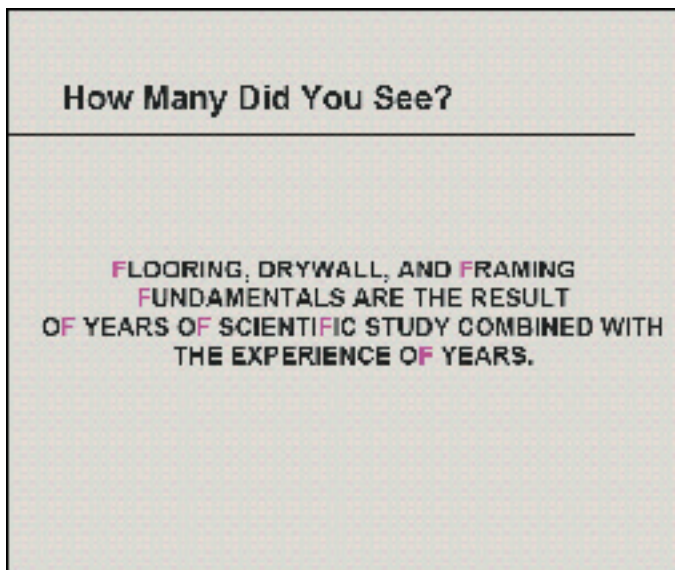 How Many Did You See?
FLOORING, DRYWALL, AND FRAMING
FUNDAMENTALS ARE THE RESULT
OF YEARS OF SCIENTIFIC STUDY COMBINED WITH
THE EXPERIENCE OF YEARS.